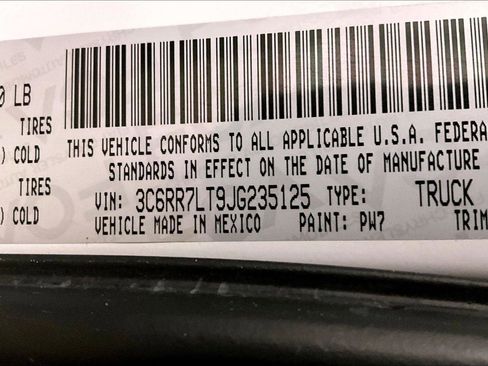 0 LB
TIRES
) COLD
TIRES
) COLD
THIS VEHICLE CONFORMS TO ALL APPLICABLE U.S.A. FEDERA
STANDARDS IN EFFECT ON THE DATE OF MANUFACTURE
VIN: 3C6RR7LT9JG235125 TYPE: TRUCK
VEHICLE MADE IN MEXICO PAINT: PW7 TRIM